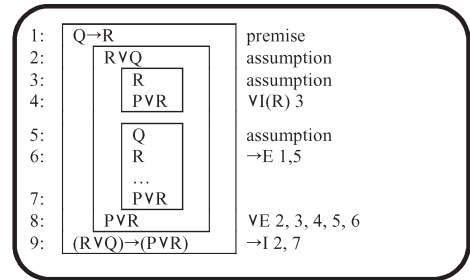 1: Q→R premise
2: R∨Q assumption
3: R assumption
4: P∨R ∨I(R) 3
5: Q assumption
6: R →E 1,5
...
7: P∨R
8: P∨R ∨E 2, 3, 4, 5, 6
9: (R∨Q)→(P∨R) →I 2, 7